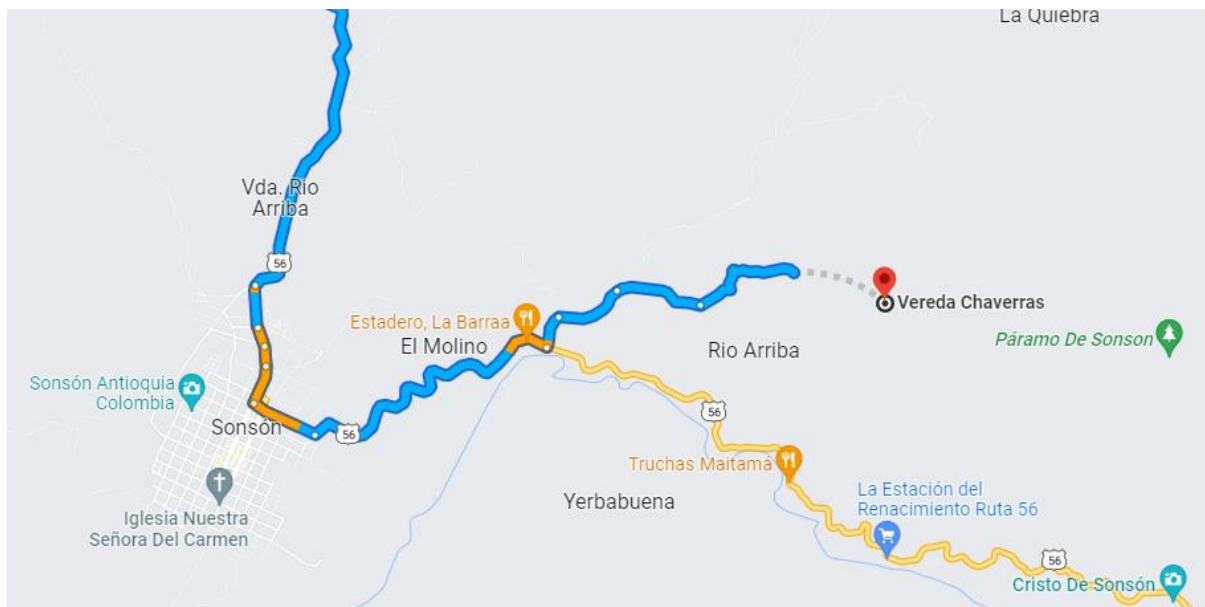 La Quiebra
Vda. Rio
Arriba
56
Vereda Chaverras
Estadero, La Barraa
El Molino
Rio Arriba
Páramo De Sonson
Sonsón Antioquia
Colombia
Sonsón
56
56
Truchas Maitamá
Yerbabuena
La Estación del
Renacimiento Ruta 56
Iglesia Nuestra
Señora Del Carmen
56
Cristo De Sonsón